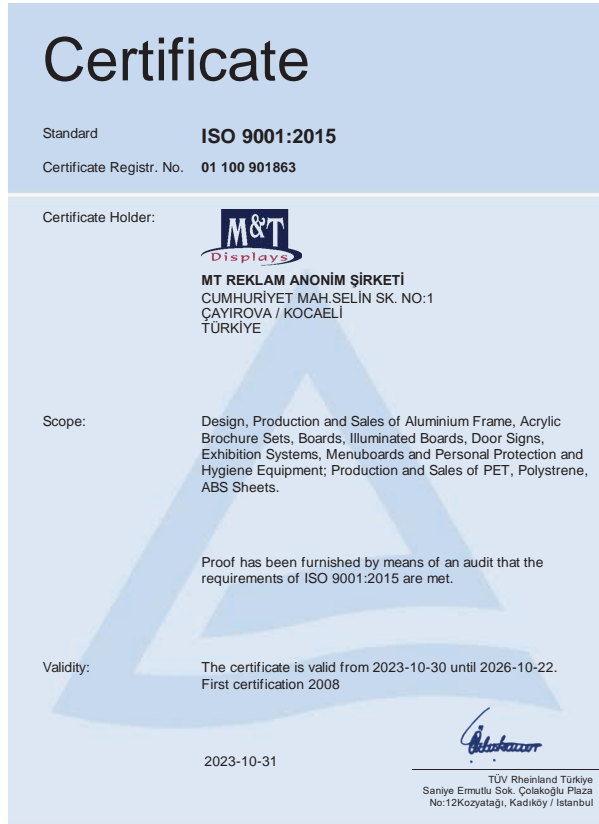 Certificate
Standard ISO 9001:2015
Certificate Registr. No. 01 100 901863
Certificate Holder:
M&T
Displays
MT REKLAM ANONİM ŞİRKETİ
CUMHURİYET MAH.SELİN SK. NO:1
ÇAYIROVA / KOCAELİ
TÜRKİYE
Scope: Design, Production and Sales of Aluminium Frame, Acrylic
Brochure Sets, Boards, Illuminated Boards, Door Signs,
Exhibition Systems, Menuboards and Personal Protection and
Hygiene Equipment; Production and Sales of PET, Polystrene,
ABS Sheets.
Proof has been furnished by means of an audit that the
requirements of ISO 9001:2015 are met.
Validity: The certificate is valid from 2023-10-30 until 2026-10-22.
First certification 2008
2023-10-31
TÜV Rheinland Türkiye
Saniye Ermutlu Sok. Çolakoğlu Plaza
No:12Kozyatağı, Kadıköy / Istanbul